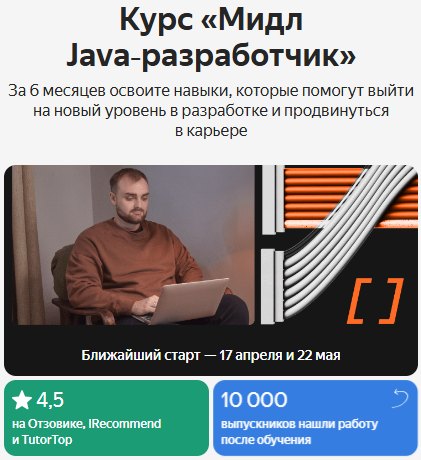 Курс «Мидл
Java-разработчик»
За 6 месяцев освоите навыки, которые помогут выйти
на новый уровень в разработке и продвинуться
в карьере
[ ]
Ближайший старт — 17 апреля и 22 мая
4,5
на Отзовике, IRecommend
и TutorTop
10 000
выпускников нашли работу
после обучения